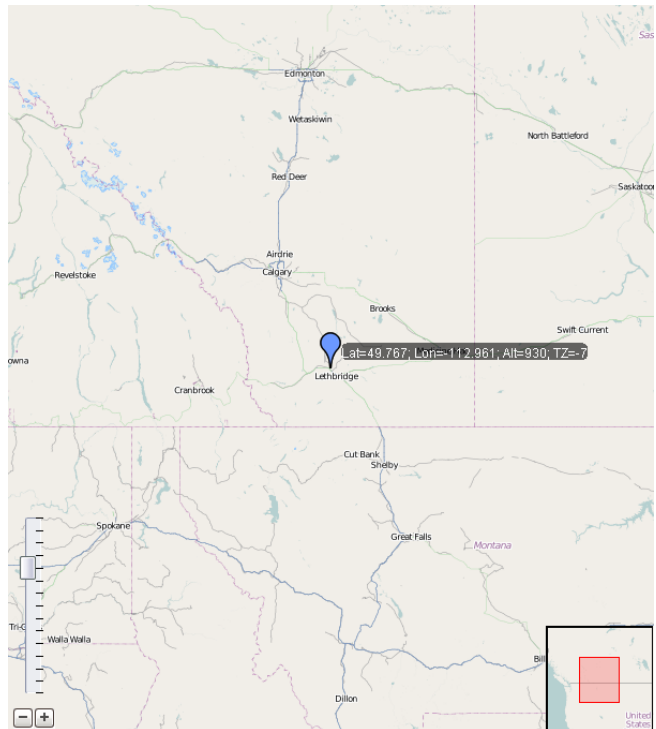 Sas
Edmonton
Wetaskiwin
North Battleford
Red Deer
Saskatoon
Airdrie
Calgary
Revelstoke
Brooks
Swift Current
Lat=49.767; Lon=-112.961; Alt=930; TZ=-7
owna
Lethbridge
Cranbrook
Cut Bank
Shelby
Spokane
Great Falls
Montana
Tri-C
Walla Walla
Bill
Dillon
United
States